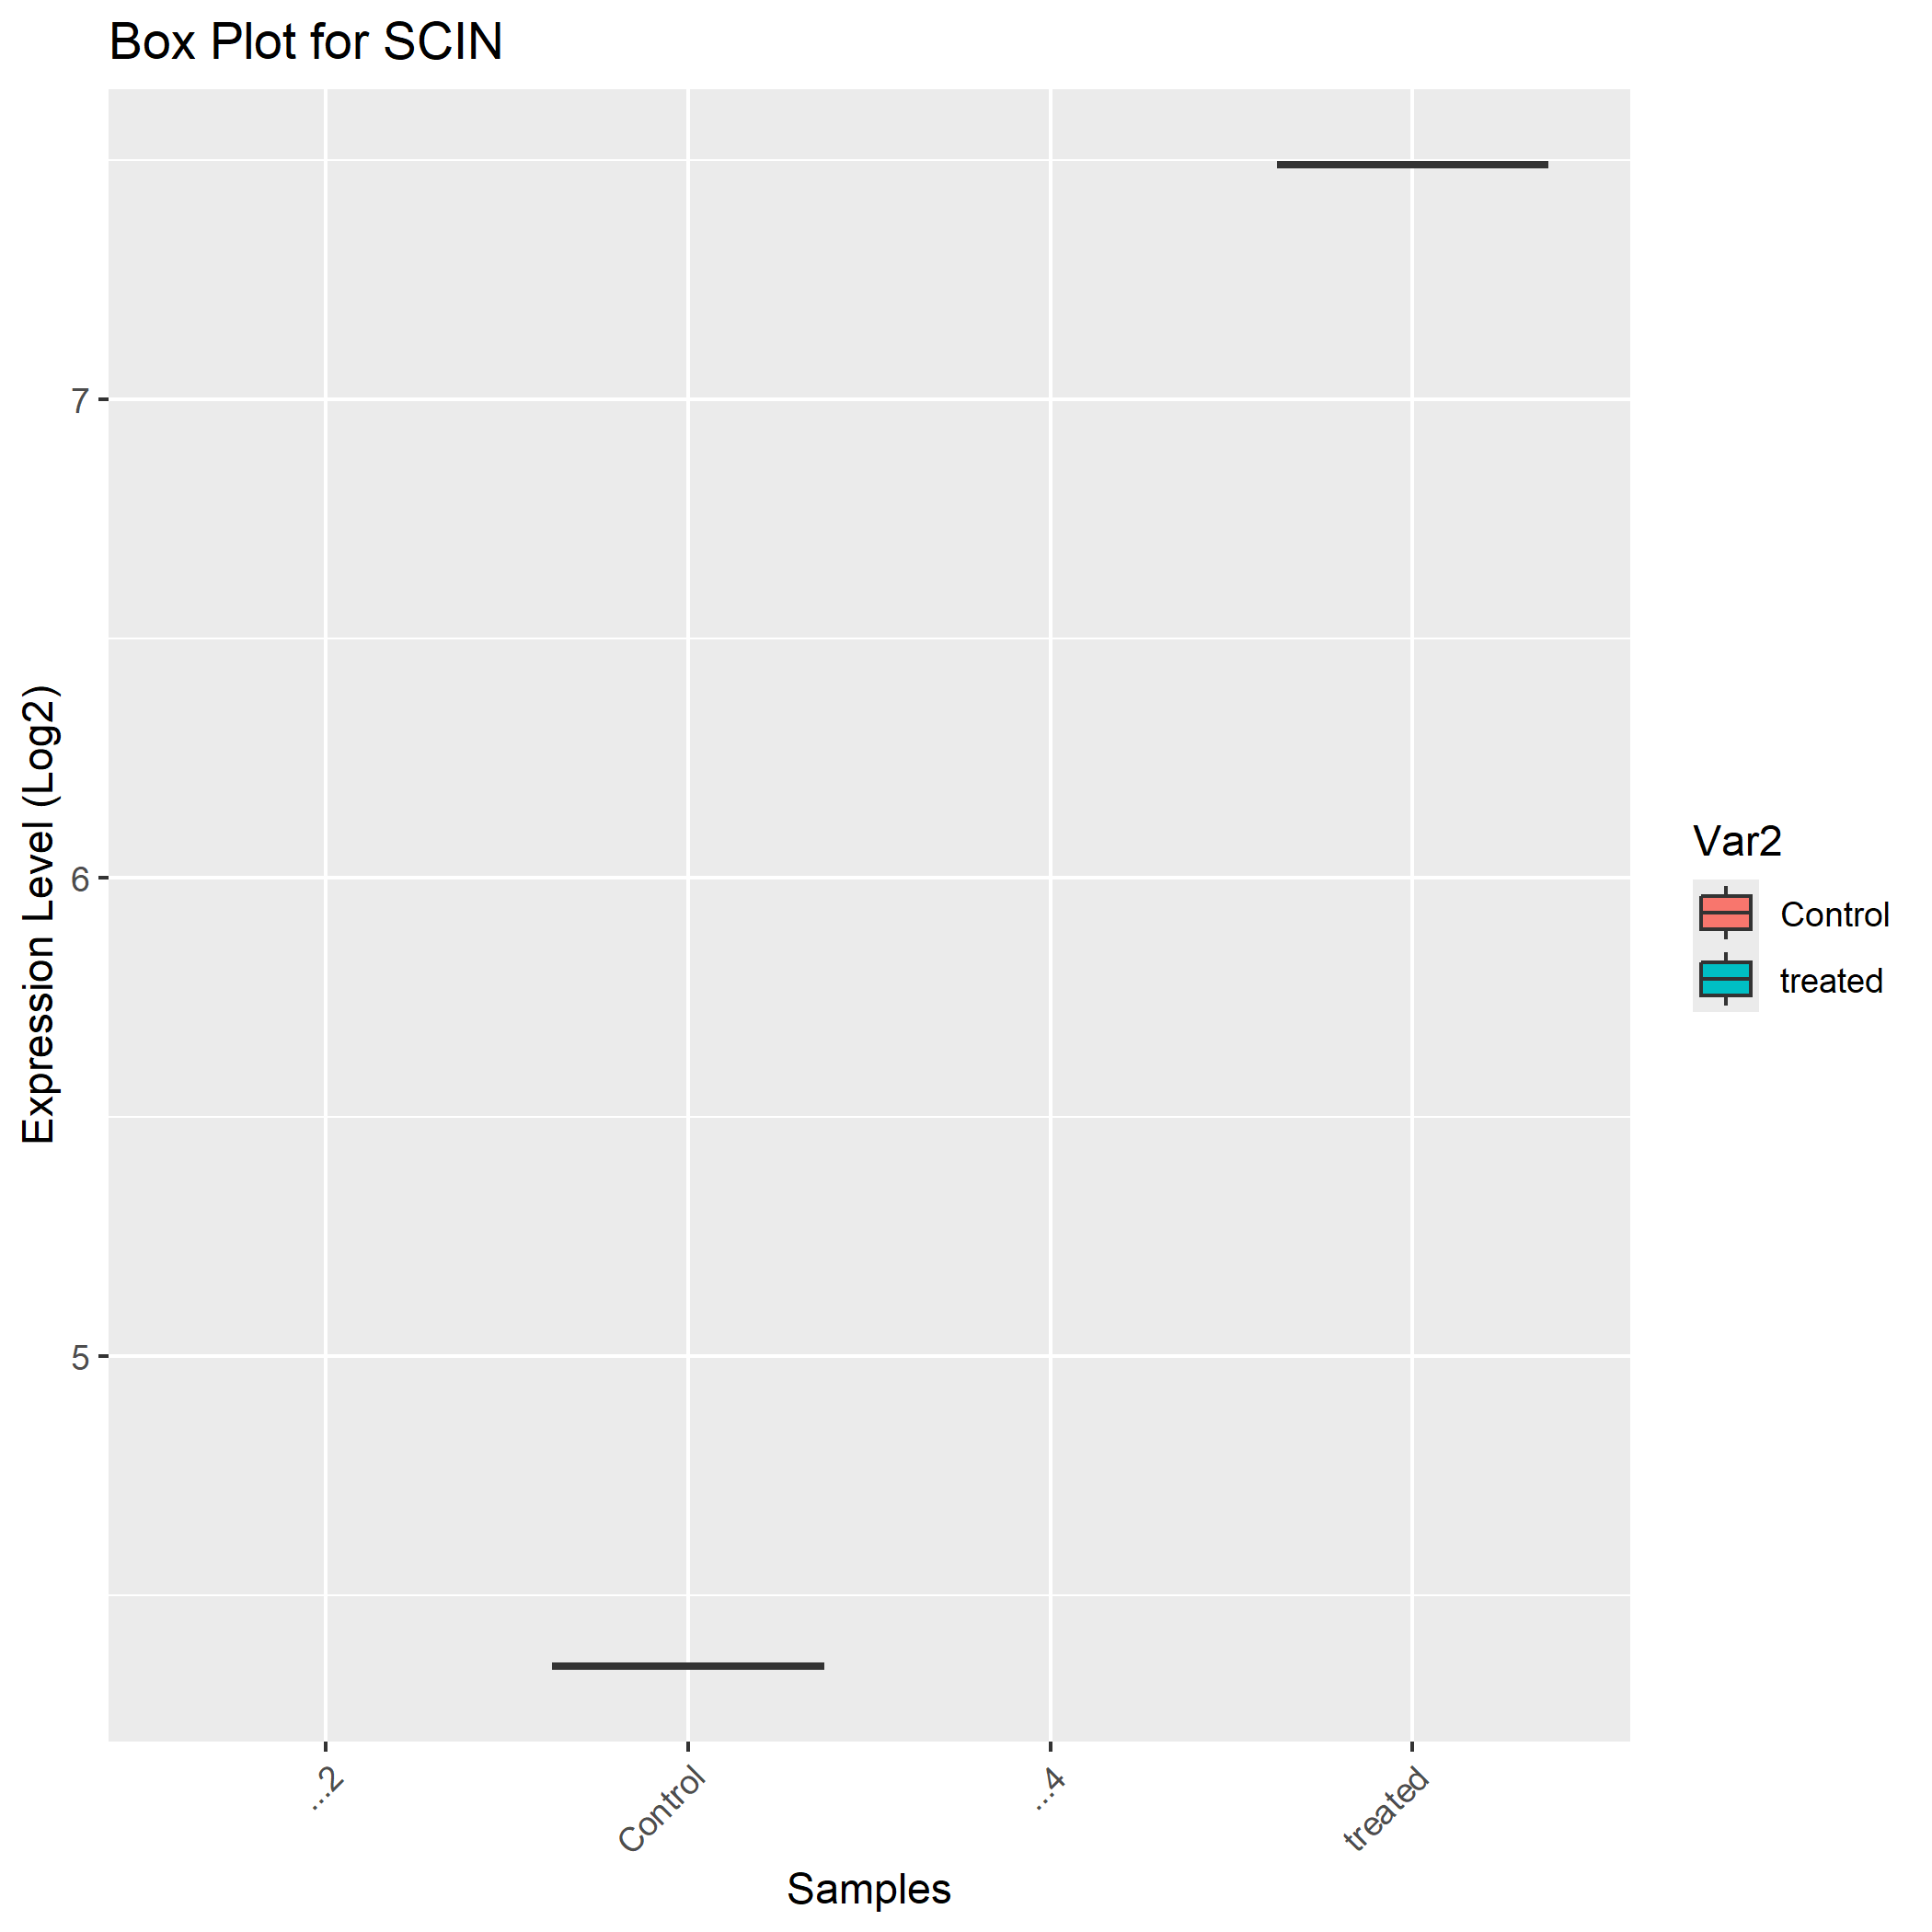 Box Plot for SCIN
Expression Level (Log2)
7
6
5
...2
Control
...4
treated
Samples
Var2
Control
treated